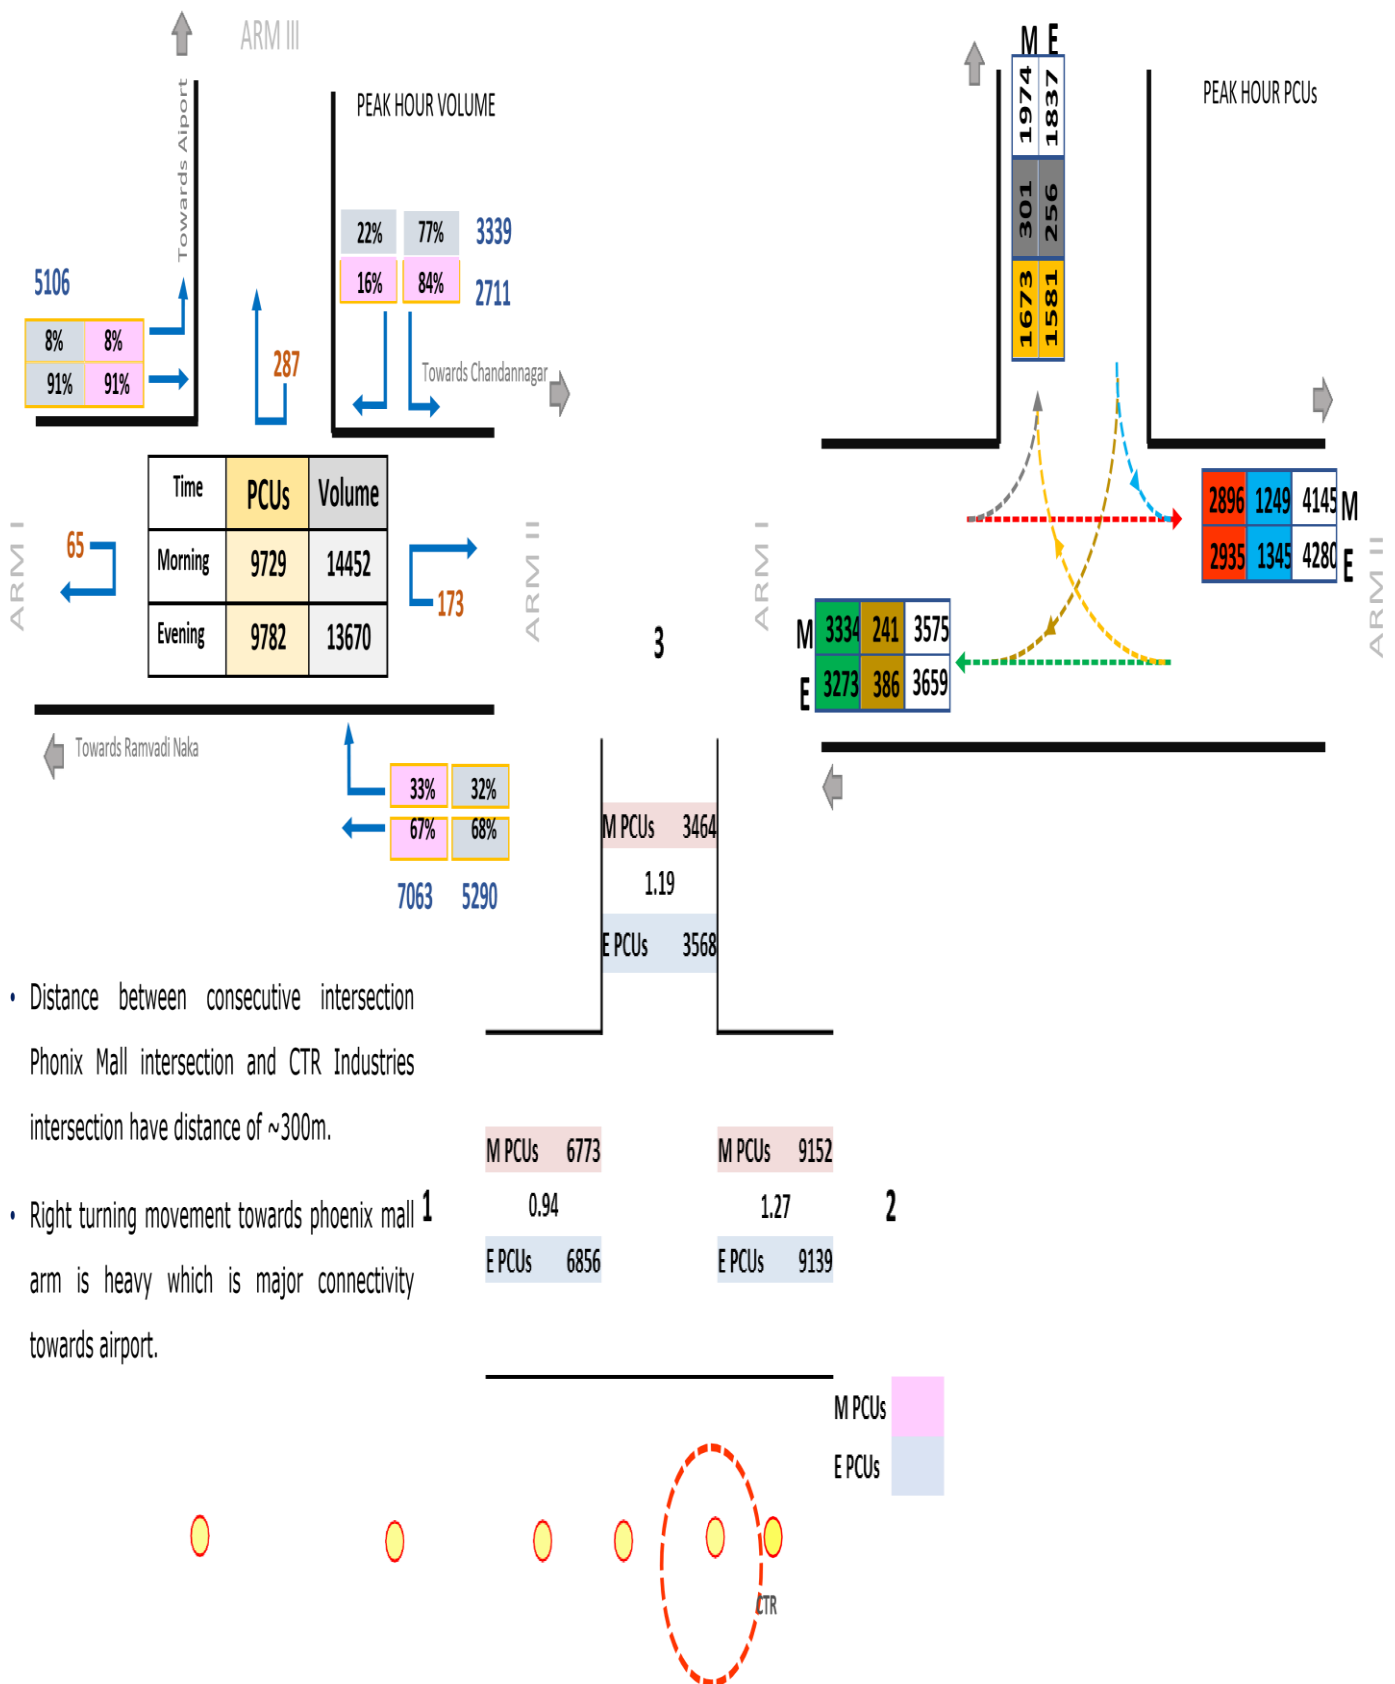 ARM III
PEAK HOUR VOLUME
Towards Aiport
22% 77% 3339
16% 84% 2711
5106
8% 8%
91% 91%
287
Towards Chandannagar
ARM I
65
Time PCUs Volume
Morning 9729 14452
Evening 9782 13670
173
ARM II
Towards Ramvadi Naka
33% 32%
67% 68%
7063 5290
M E
1974 1837
301 256
1673 1581
PEAK HOUR PCUs
2896 1249 4145 M
2935 1345 4280 E
ARM I
ARM II
M 3334 241 3575
E 3273 386 3659
3
M PCUs 3464
1.19
E PCUs 3568
• Distance between consecutive intersection
Phonix Mall intersection and CTR Industries
intersection have distance of ~300m.
• Right turning movement towards phoenix mall
arm is heavy which is major connectivity
towards airport.
M PCUs 6773
1 0.94
E PCUs 6856
M PCUs 9152
1.27 2
E PCUs 9139
M PCUs
E PCUs
CTR